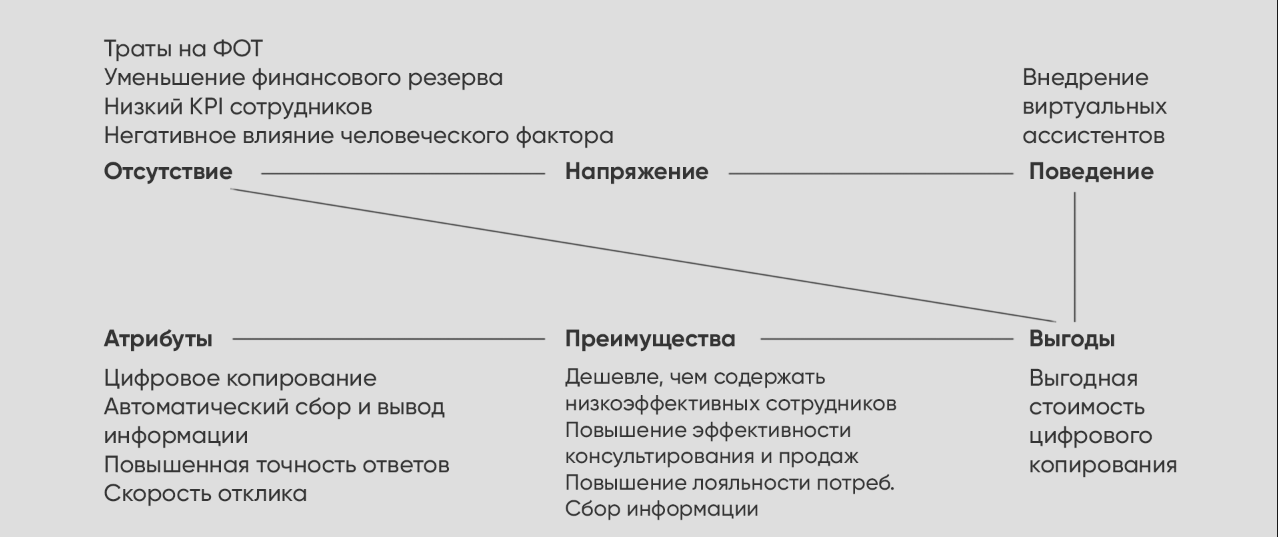 Траты на ФОТ
Уменьшение финансового резерва
Низкий KPI сотрудников
Негативное влияние человеческого фактора
Внедрение
виртуальных
ассистентов
Отсутствие
Напряжение
Поведение
Атрибуты
Преимущества
Выгоды
Цифровое копирование
Автоматический сбор и вывод
информации
Повышенная точность ответов
Скорость отклика
Дешевле, чем содержать
низкоэффективных сотрудников
Повышение эффективности
консультирования и продаж
Повышение лояльности потреб.
Сбор информации
Выгодная
стоимость
цифрового
копирования